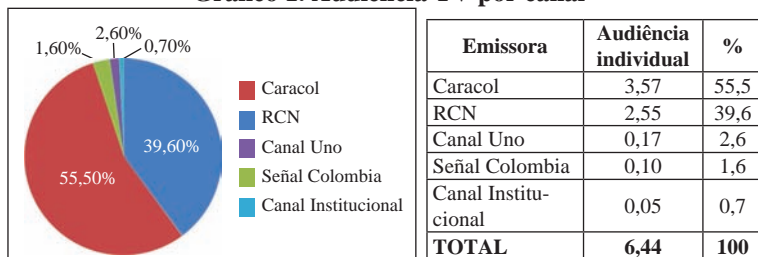 Gráfico 2. Audiência TV por canal
1,60%
2,60%
0,70%
39,60%
55,50%
Caracol
RCN
Canal Uno
Señal Colombia
Canal Institucional
Emissora Audiência individual %
Caracol 3,57 55,5
RCN 2,55 39,6
Canal Uno 0,17 2,6
Señal Colombia 0,10 1,6
Canal Institu-
cional 0,05 0,7
TOTAL 6,44 100